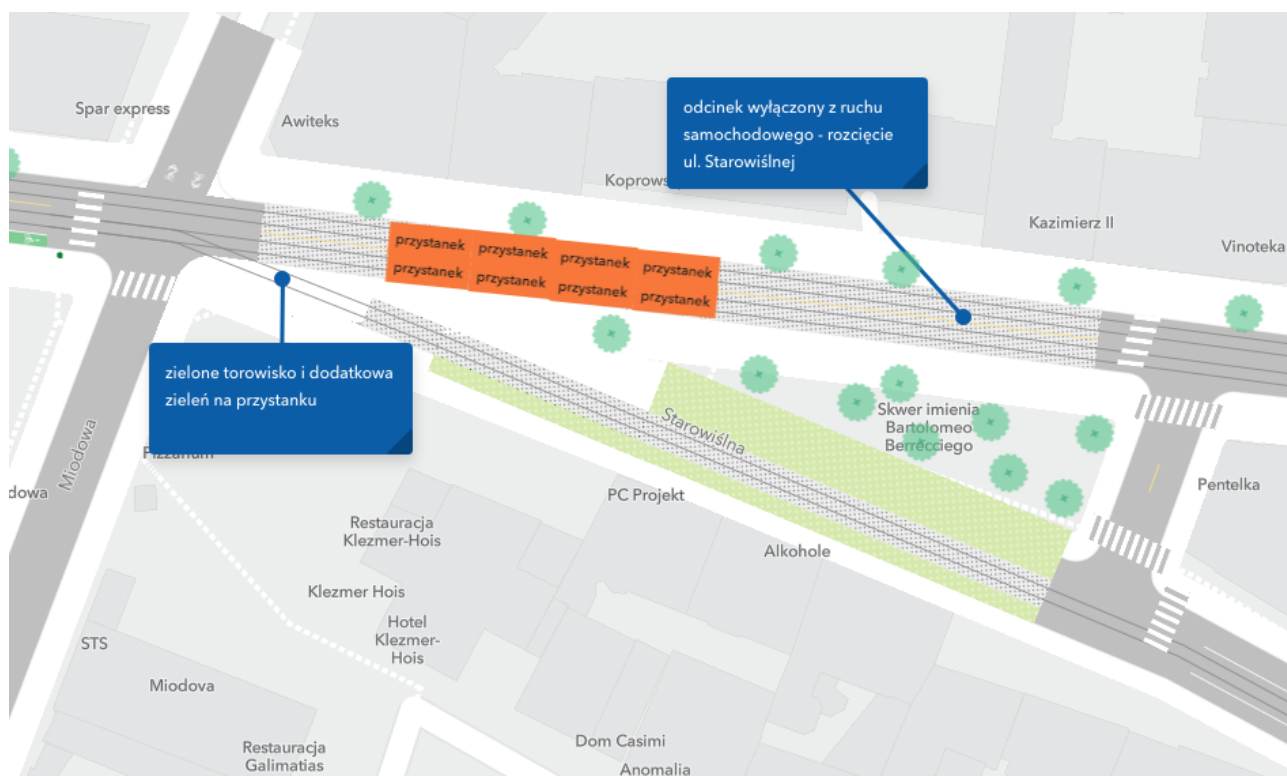 Spar express
Awiteks
odcinek wyłączony z ruchu
samochodowego - rozcięcie
ul. Starowiślnej
Kazimierz II
Vinoteka
przystanek
przystanek
przystanek
przystanek
przystanek
przystanek
przystanek
przystanek
zielone torowisko i dodatkowa
zieleń na przystanku
Miodowa
Starowiślna
Skwer imienia
Bartolomeo
Berrecciego
Pentelka
PC Projekt
Alkohole
Restauracja
Klezmer-Hois
Klezmer Hois
Hotel
Klezmer-
Hois
STS
Miodova
Restauracja
Galimatias
Dom Casimi
Anomalia